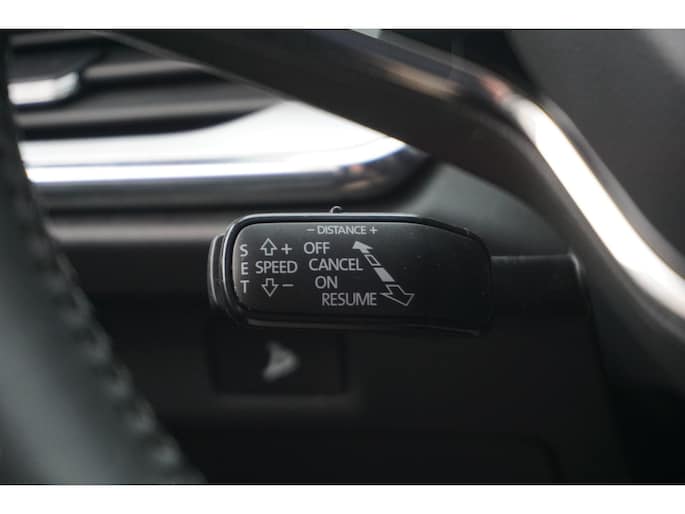 − DISTANCE +
S ⇧ + OFF
E SPEED CANCEL
T ⇩ − ON
RESUME